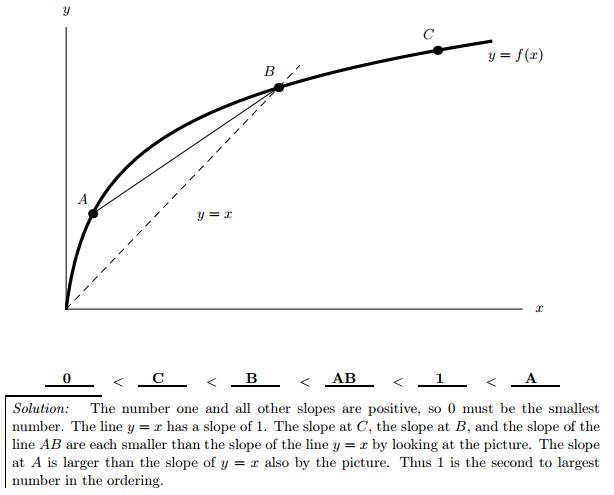 y
C
y = f(x)
B
A
y = x
x
0 < C < B < AB < 1 < A
Solution: The number one and all other slopes are positive, so 0 must be the smallest
number. The line y = x has a slope of 1. The slope at C, the slope at B, and the slope of the
line AB are each smaller than the slope of the line y = x by looking at the picture. The slope
at A is larger than the slope of y = x also by the picture. Thus 1 is the second to largest
number in the ordering.